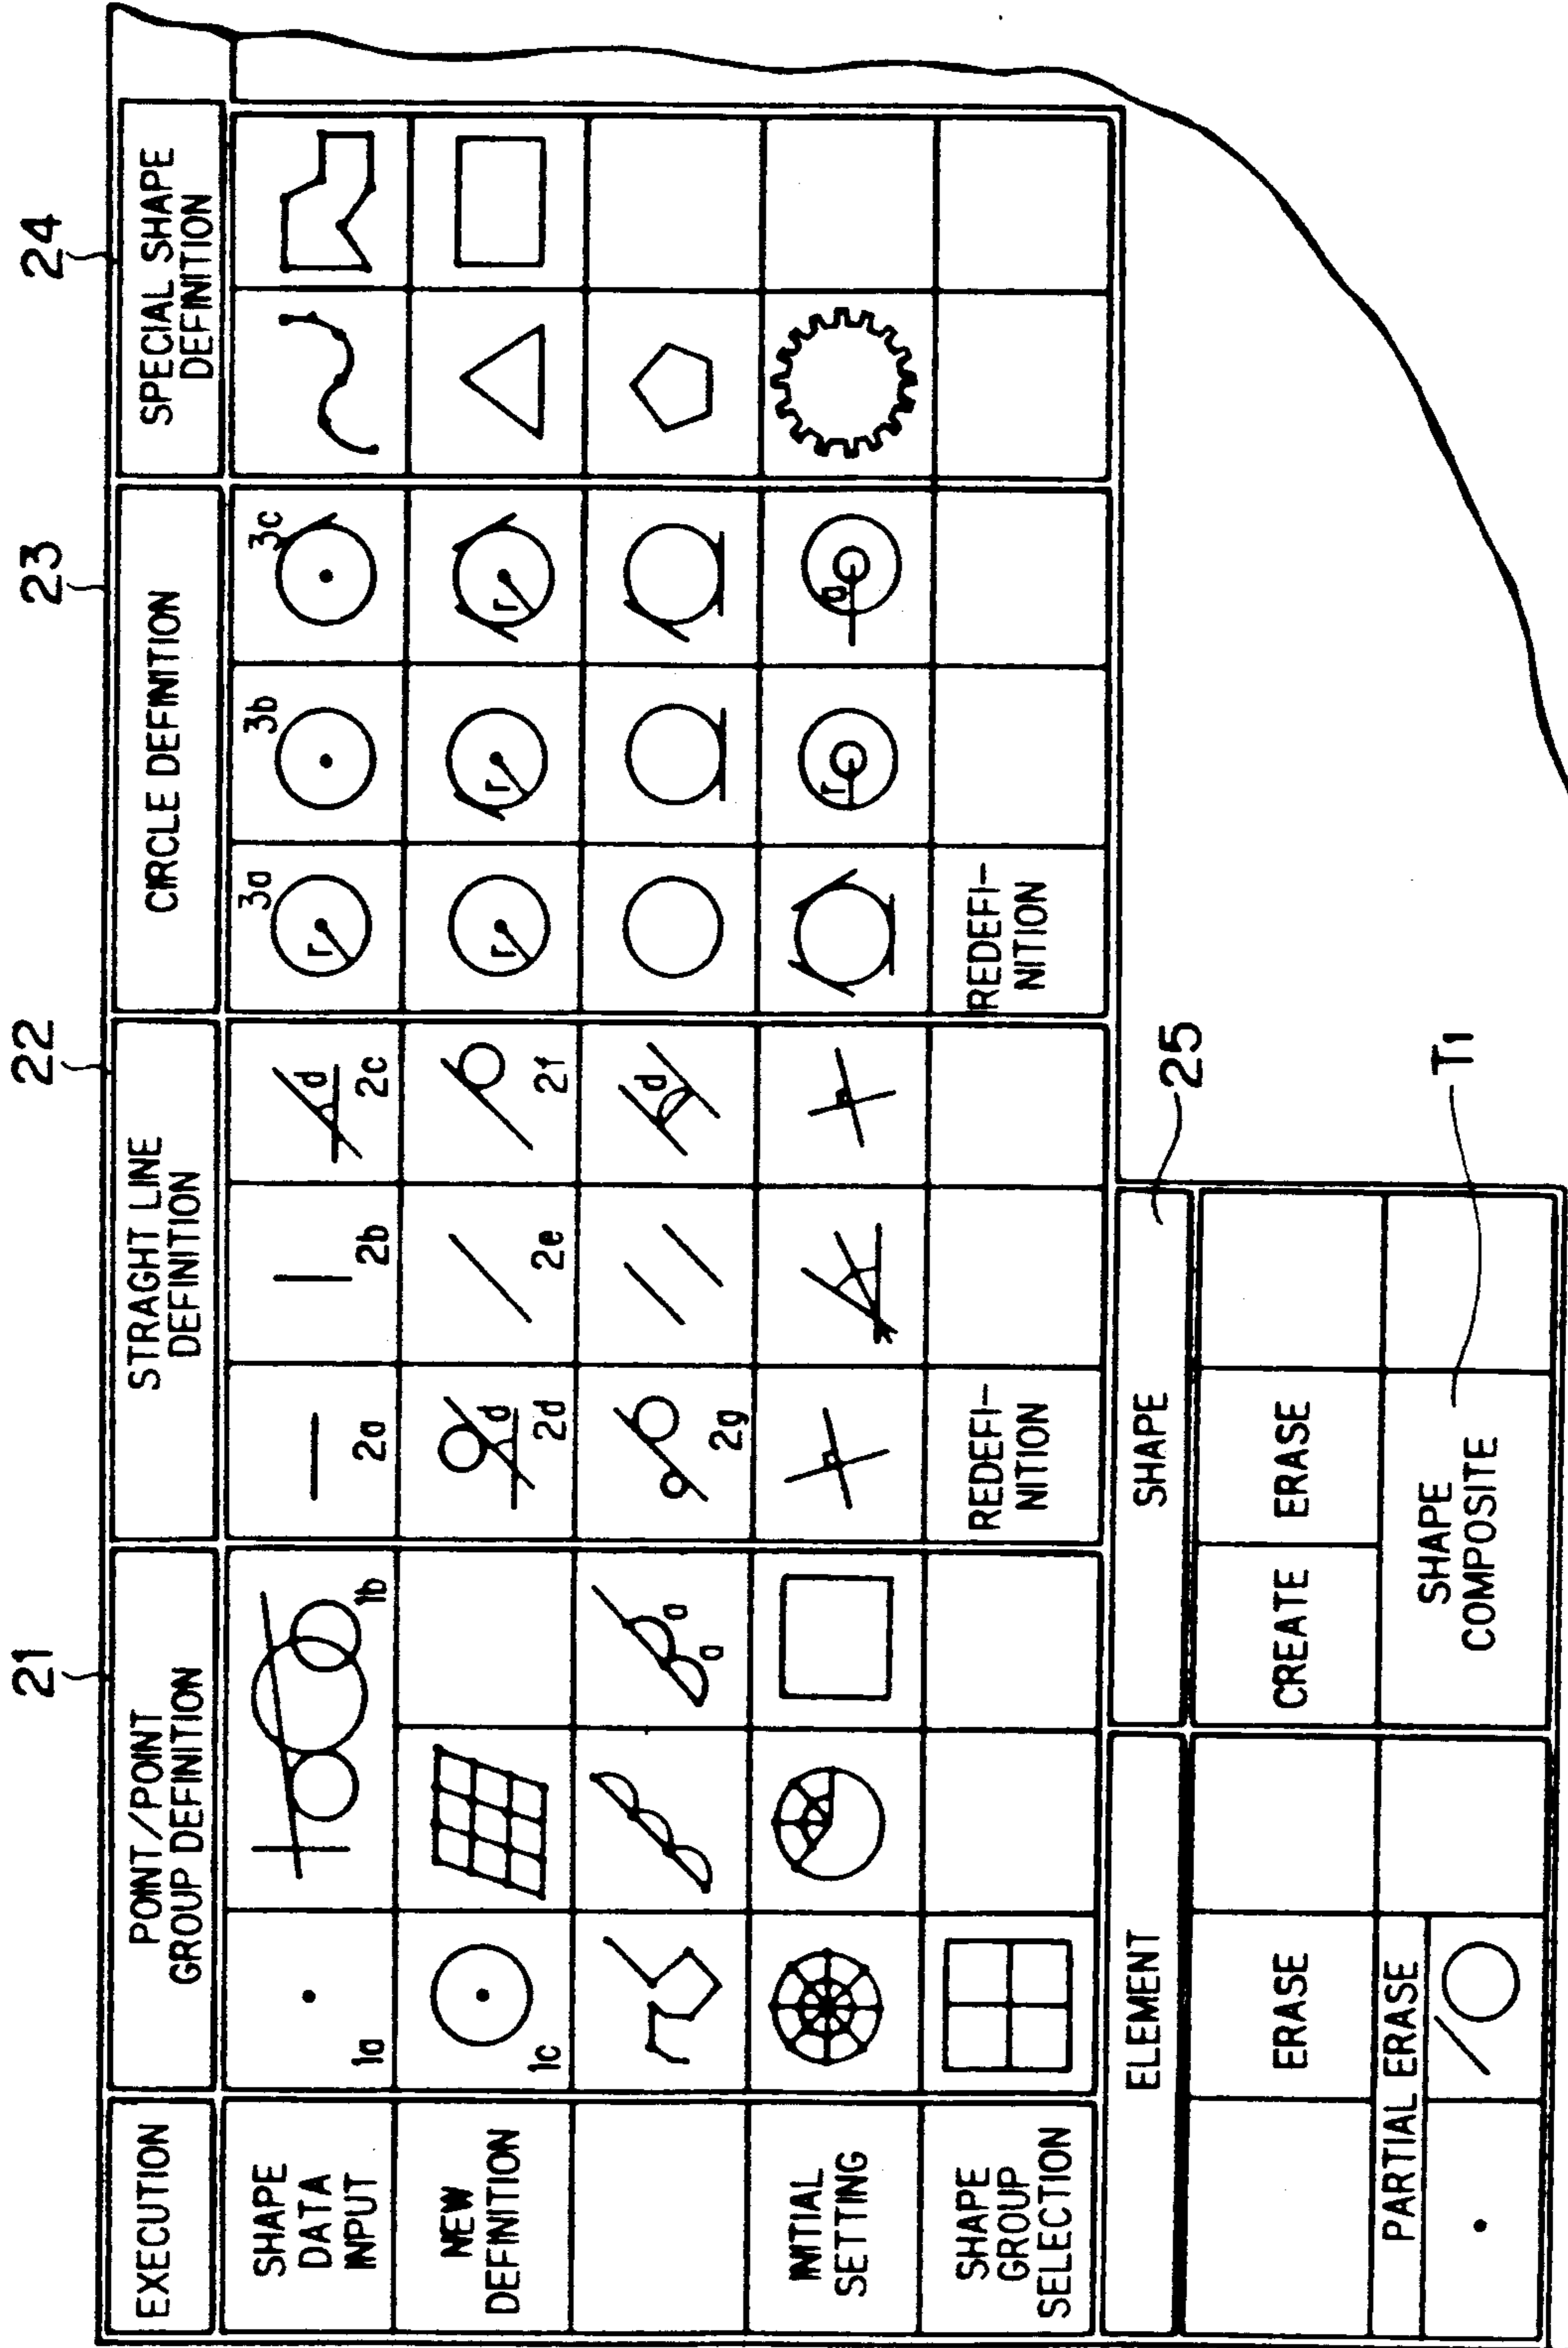 21
22
23
24
EXECUTION
POINT/POINT
GROUP DEFINITION
STRAGHT LINE
DEFINITION
CIRCLE DEFINITION
SPECIAL SHAPE
DEFINITION
SHAPE
DATA
INPUT
1a
1b
2a
2b
d
2c
r
3a
3b
3c
NEW
DEFINITION
1c
d
2d
2e
2f
r
r
r
a
a
2g
d
INITIAL
SETTING
r
a
SHAPE
GROUP
SELECTION
REDEFI-
NITION
REDEFI-
NITION
ELEMENT
SHAPE
25
ERASE
CREATE
ERASE
PARTIAL ERASE
SHAPE
COMPOSITE
T1